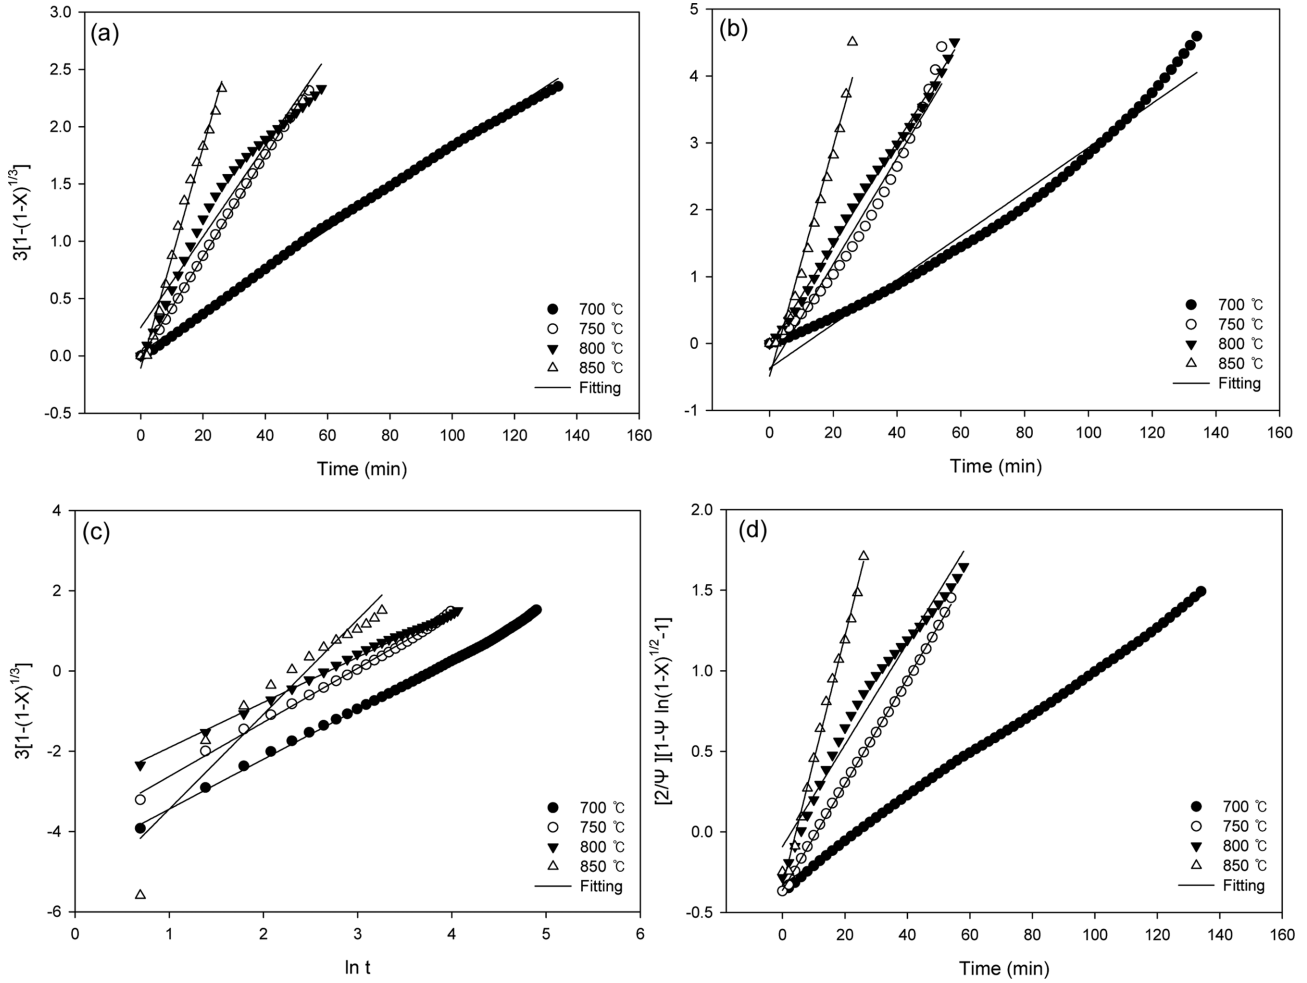 (a)
3.0
2.5
2.0
1.5
1.0
0.5
0.0
-0.5
3[1-(1-X)^1/3]
700 ℃
750 ℃
800 ℃
850 ℃
Fitting
0 20 40 60 80 100 120 140 160
Time (min)
(b)
5
4
3
2
1
0
-1
700 ℃
750 ℃
800 ℃
850 ℃
Fitting
0 20 40 60 80 100 120 140 160
Time (min)
(c)
4
2
0
-2
-4
-6
3[1-(1-X)^1/3]
700 ℃
750 ℃
800 ℃
850 ℃
Fitting
0 1 2 3 4 5 6
ln t
(d)
2.0
1.5
1.0
0.5
0.0
-0.5
[2/Ψ ][1-Ψ ln(1-X)^1/2-1]
700 ℃
750 ℃
800 ℃
850 ℃
Fitting
0 20 40 60 80 100 120 140 160
Time (min)